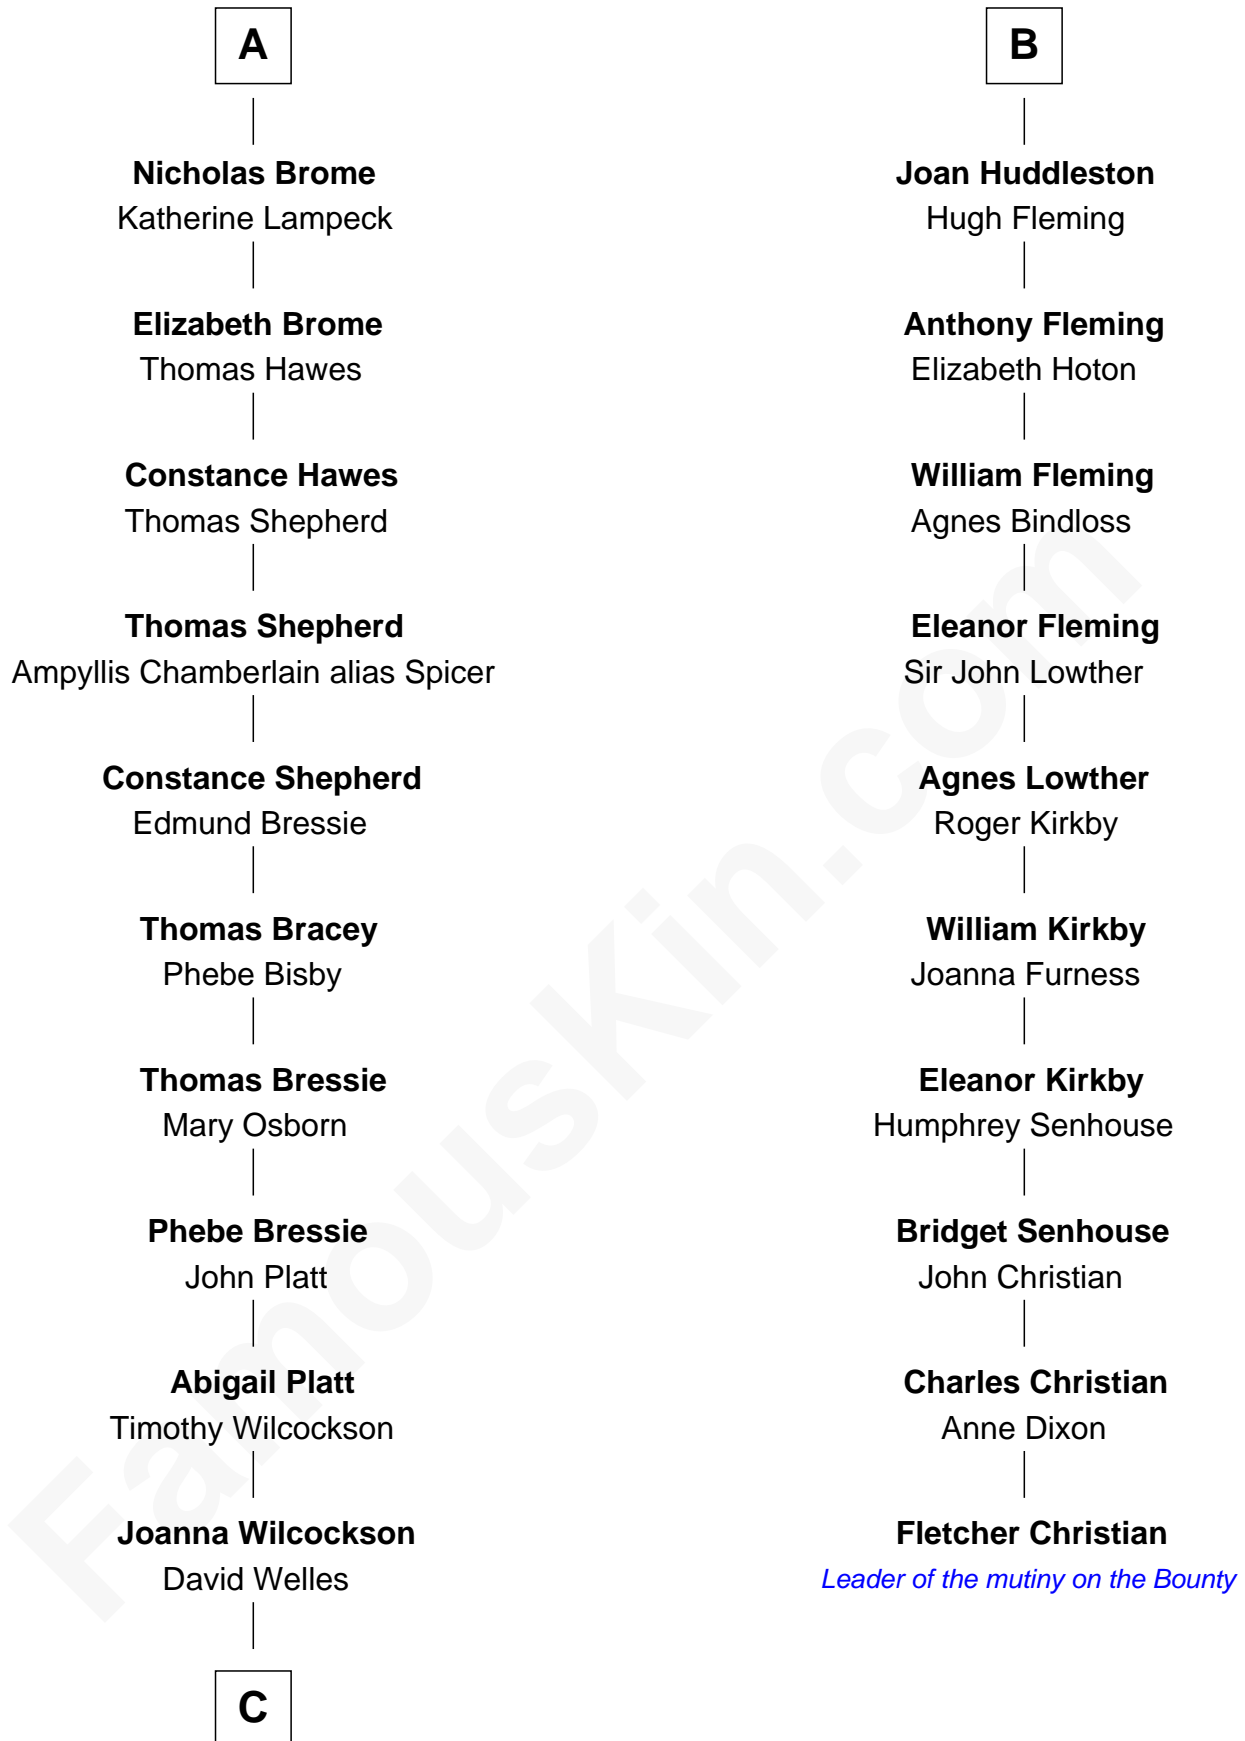 A
Nicholas Brome
Katherine Lampeck
Elizabeth Brome
Thomas Hawes
Constance Hawes
Thomas Shepherd
Thomas Shepherd
Ampyllis Chamberlain alias Spicer
Constance Shepherd
Edmund Bressie
Thomas Bracey
Phebe Bisby
Thomas Bressie
Mary Osborn
Phebe Bressie
John Platt
Abigail Platt
Timothy Wilcockson
Joanna Wilcockson
David Welles
C
B
Joan Huddleston
Hugh Fleming
Anthony Fleming
Elizabeth Hoton
William Fleming
Agnes Bindloss
Eleanor Fleming
Sir John Lowther
Agnes Lowther
Roger Kirkby
William Kirkby
Joanna Furness
Eleanor Kirkby
Humphrey Senhouse
Bridget Senhouse
John Christian
Charles Christian
Anne Dixon
Fletcher Christian
Leader of the mutiny on the Bounty
FamousKin.com